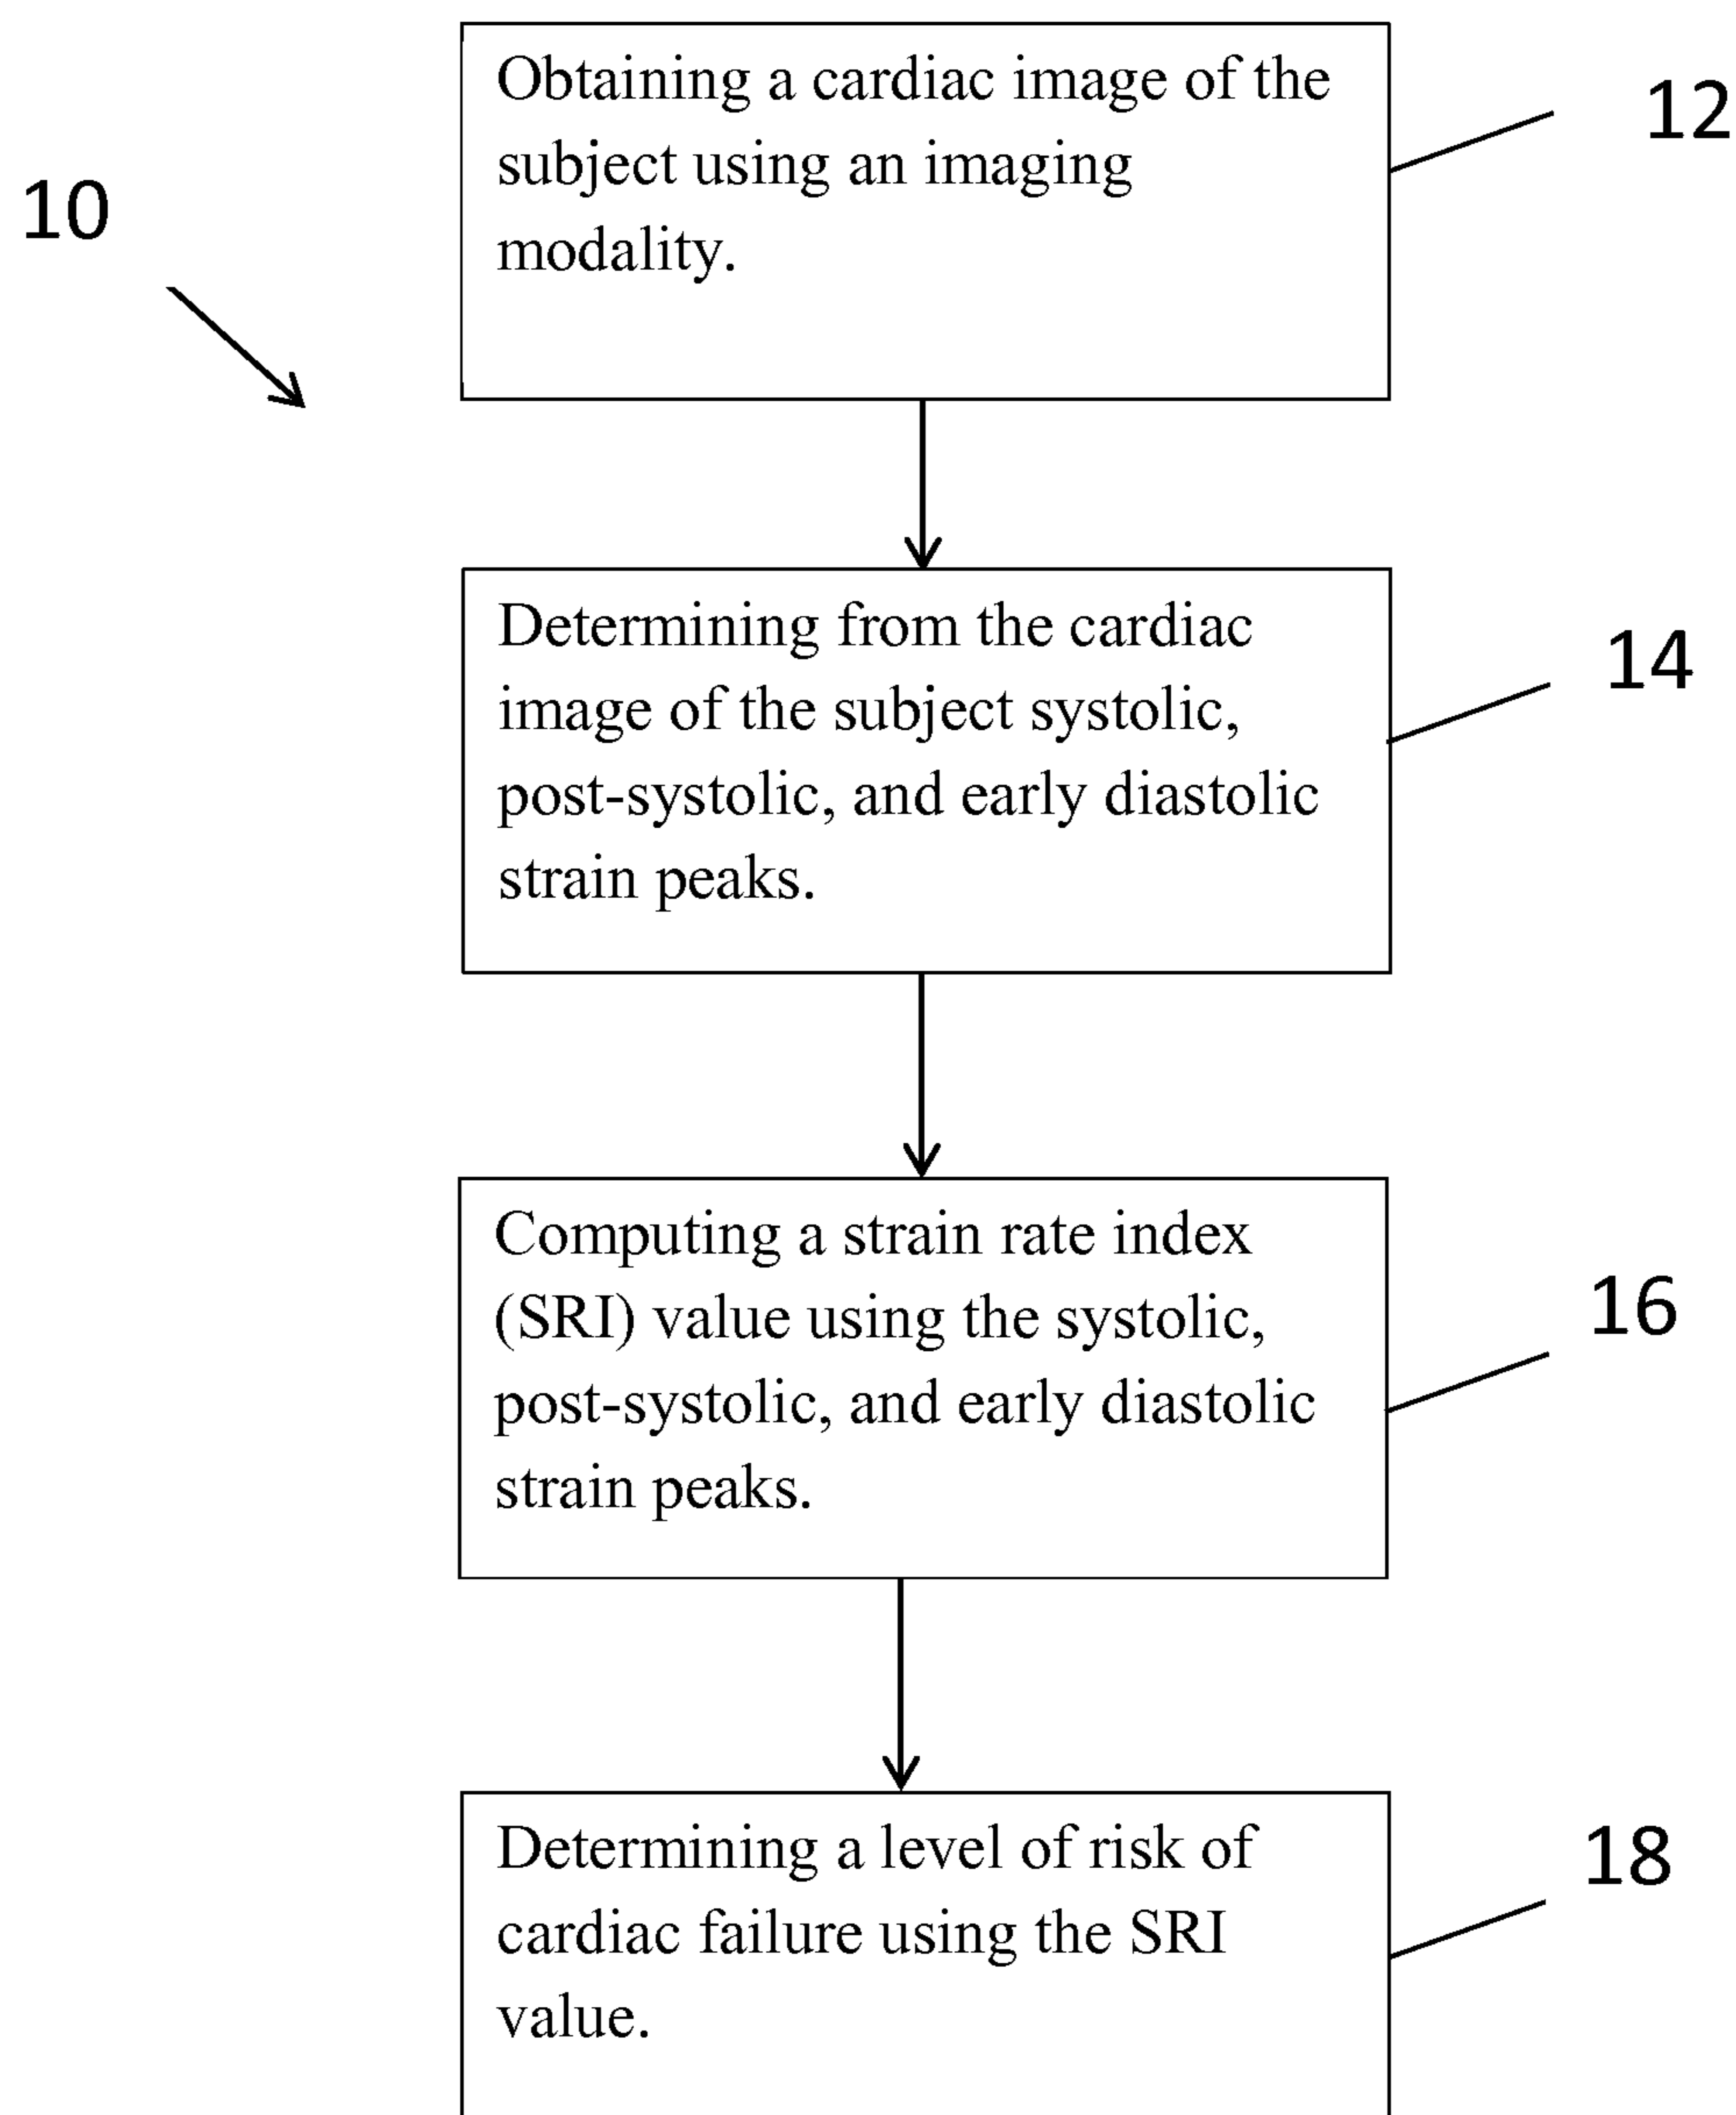 10
Obtaining a cardiac image of the
subject using an imaging
modality.
12
Determining from the cardiac
image of the subject systolic,
post-systolic, and early diastolic
strain peaks.
14
Computing a strain rate index
(SRI) value using the systolic,
post-systolic, and early diastolic
strain peaks.
16
Determining a level of risk of
cardiac failure using the SRI
value.
18